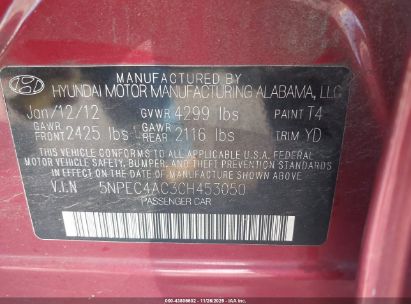 MANUFACTURED BY
HYUNDAI MOTOR MANUFACTURING ALABAMA, LLC
Jan/12/12 GVWR 4299 lbs PAINT T4
GAWR FRONT 2425 lbs GAWR REAR 2116 lbs TRIM YD
THIS VEHICLE CONFORMS TO ALL APPLICABLE U.S.A. FEDERAL
MOTOR VEHICLE SAFETY, BUMPER, AND THEFT PREVENTION STANDARDS
IN EFFECT ON THE DATE OF MANUFACTURE SHOWN ABOVE.
V.I.N 5NPEC4AC3CH453050
PASSENGER CAR